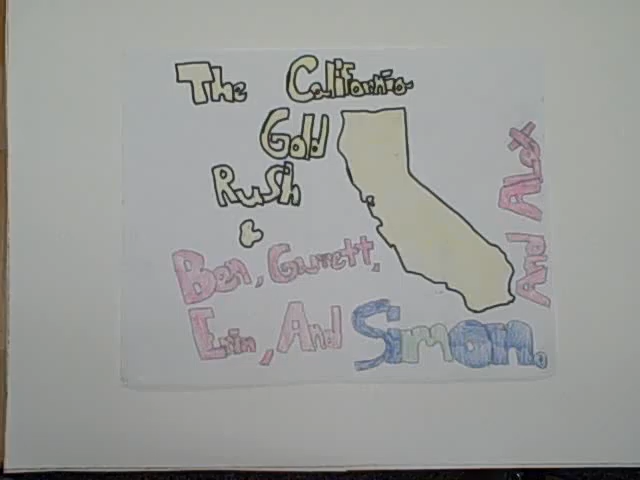 The California
Gold
Rush
Ben, Garrett,
Erin, And Simon.
And Alex